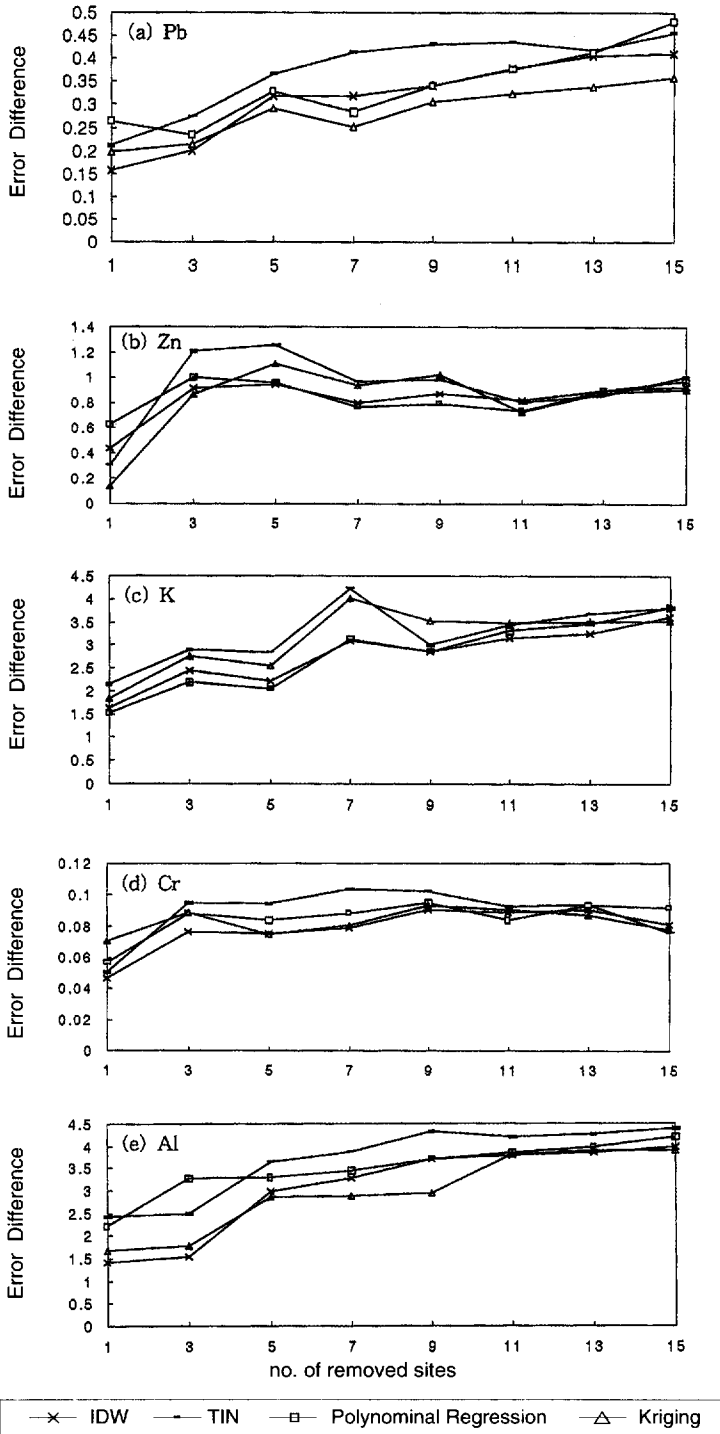 (a) Pb
Error Difference
0.5
0.45
0.4
0.35
0.3
0.25
0.2
0.15
0.1
0.05
0
1 3 5 7 9 11 13 15
(b) Zn
Error Difference
1.4
1.2
1
0.8
0.6
0.4
0.2
0
1 3 5 7 9 11 13 15
(c) K
Error Difference
4.5
4
3.5
3
2.5
2
1.5
1
0.5
0
1 3 5 7 9 11 13 15
(d) Cr
Error Difference
0.12
0.1
0.08
0.06
0.04
0.02
0
1 3 5 7 9 11 13 15
(e) Al
Error Difference
4.5
4
3.5
3
2.5
2
1.5
1
0.5
0
1 3 5 7 9 11 13 15
no. of removed sites
IDW TIN Polynominal Regression Kriging